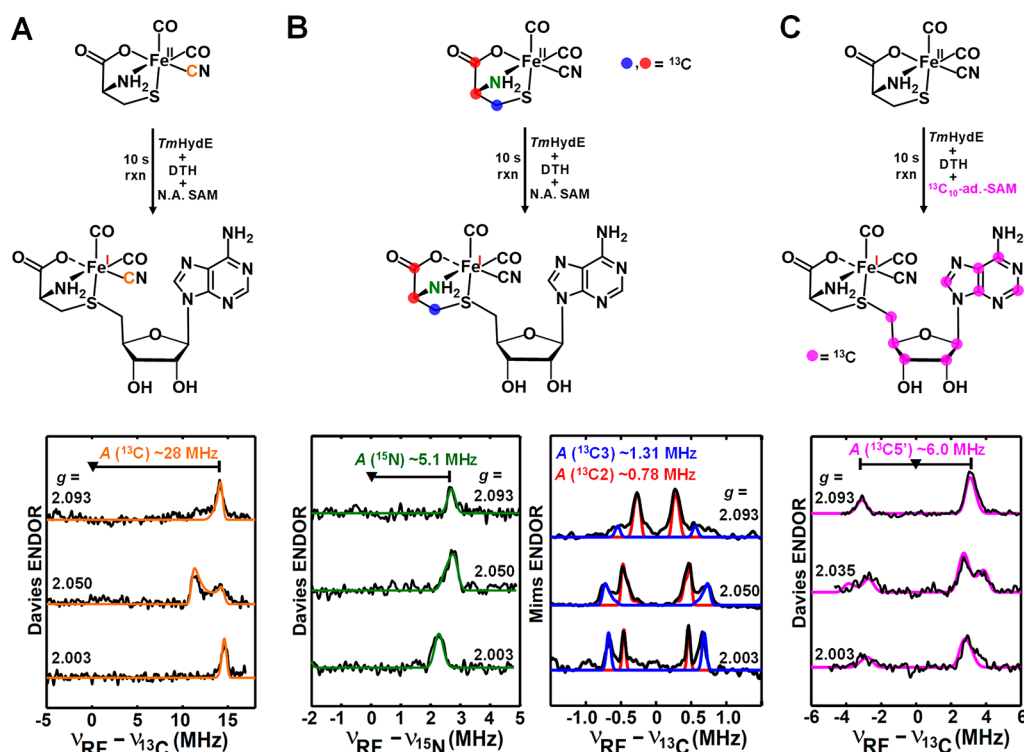 A
CO
O
O
Fe
II
CO
CN
NH2
S
10 s
rxn
TmHydE
+
DTH
+
N.A. SAM
CO
O
O
Fe
I
CO
CN
NH2
S
NH2
N
N
N
N
O
OH
OH
A (13C) ~28 MHz
g =
2.093
2.050
2.003
Davies ENDOR
-5 0 5 10 15
νRF – ν13C (MHz)
B
CO
O
O
Fe
II
CO
CN
NH2
S
, = 13C
10 s
rxn
TmHydE
+
DTH
+
N.A. SAM
CO
O
O
Fe
I
CO
CN
NH2
S
NH2
N
N
N
N
O
OH
OH
A (15N) ~5.1 MHz
g =
2.093
2.050
2.003
Davies ENDOR
-2 -1 0 1 2 3 4 5
νRF – ν15N (MHz)
A (13C3) ~1.31 MHz
A (13C2) ~0.78 MHz
g =
2.093
2.050
2.003
Mims ENDOR
-1.0 -0.5 0 0.5 1.0
νRF – ν13C (MHz)
C
CO
O
O
Fe
II
CO
CN
NH2
S
10 s
rxn
TmHydE
+
DTH
+
13C10-ad.-SAM
CO
O
O
Fe
I
CO
CN
NH2
S
NH2
N
N
N
N
O
OH
OH
= 13C
A (13C5') ~6.0 MHz
g =
2.093
2.035
2.003
Davies ENDOR
-6 -4 -2 0 2 4 6
νRF – ν13C (MHz)